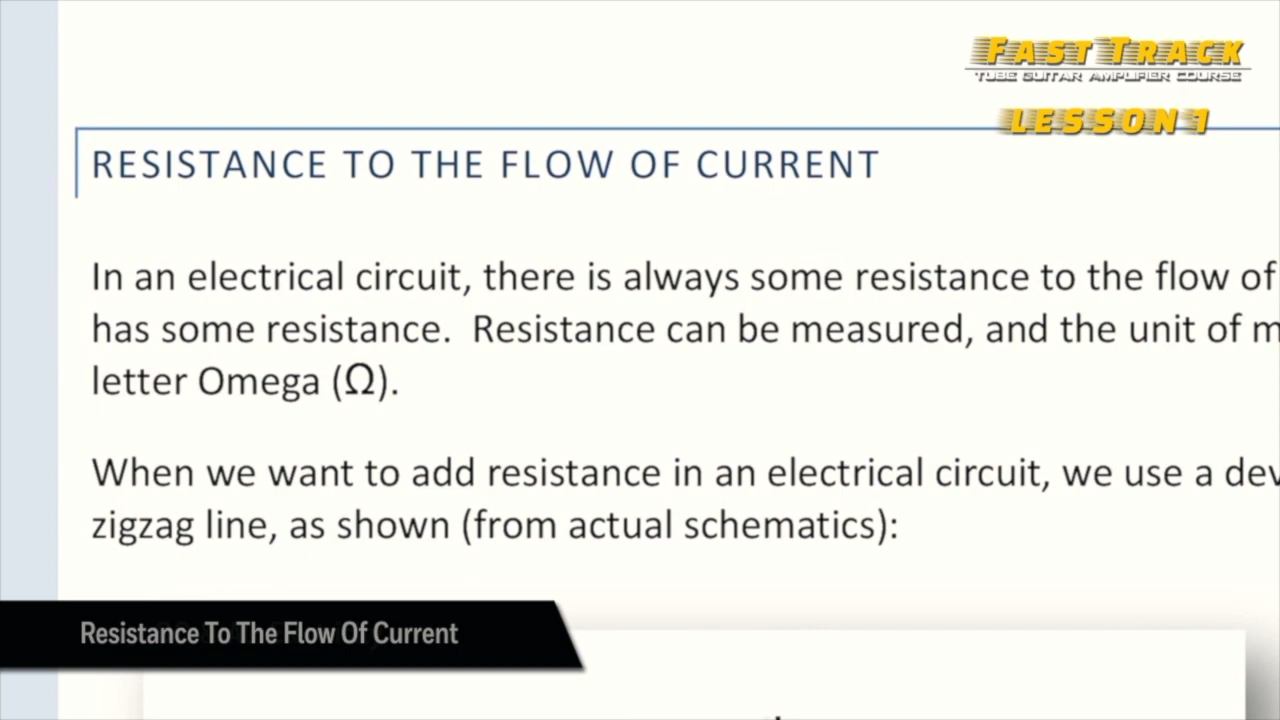 FAST TRACK
TUBE GUITAR AMPLIFIER COURSE
LESSON 1
RESISTANCE TO THE FLOW OF CURRENT
In an electrical circuit, there is always some resistance to the flow of
has some resistance.  Resistance can be measured, and the unit of
letter Omega (Ω).
When we want to add resistance in an electrical circuit, we use a
zigzag line, as shown (from actual schematics):
Resistance To The Flow Of Current